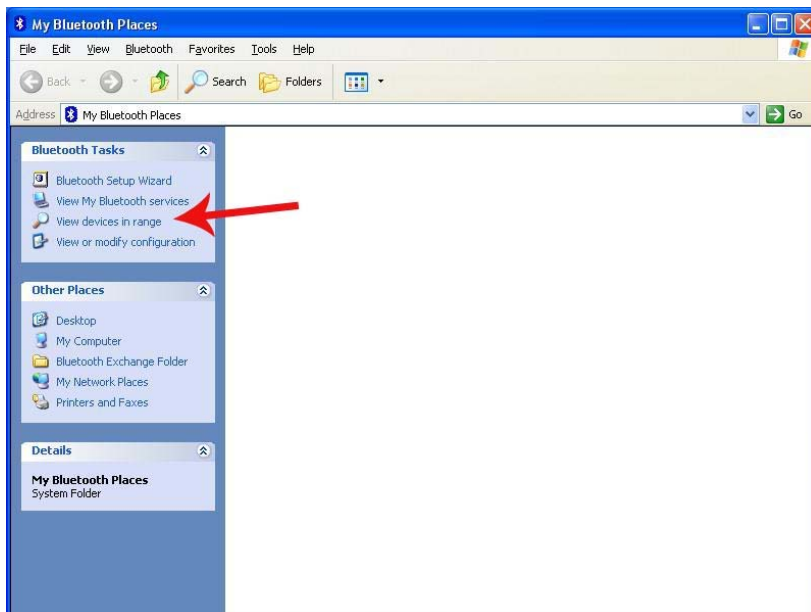 My Bluetooth Places
File Edit View Bluetooth Favorites Tools Help
Back Search Folders
Address My Bluetooth Places Go
Bluetooth Tasks
Bluetooth Setup Wizard
View My Bluetooth services
View devices in range
View or modify configuration
Other Places
Desktop
My Computer
Bluetooth Exchange Folder
My Network Places
Printers and Faxes
Details
My Bluetooth Places
System Folder